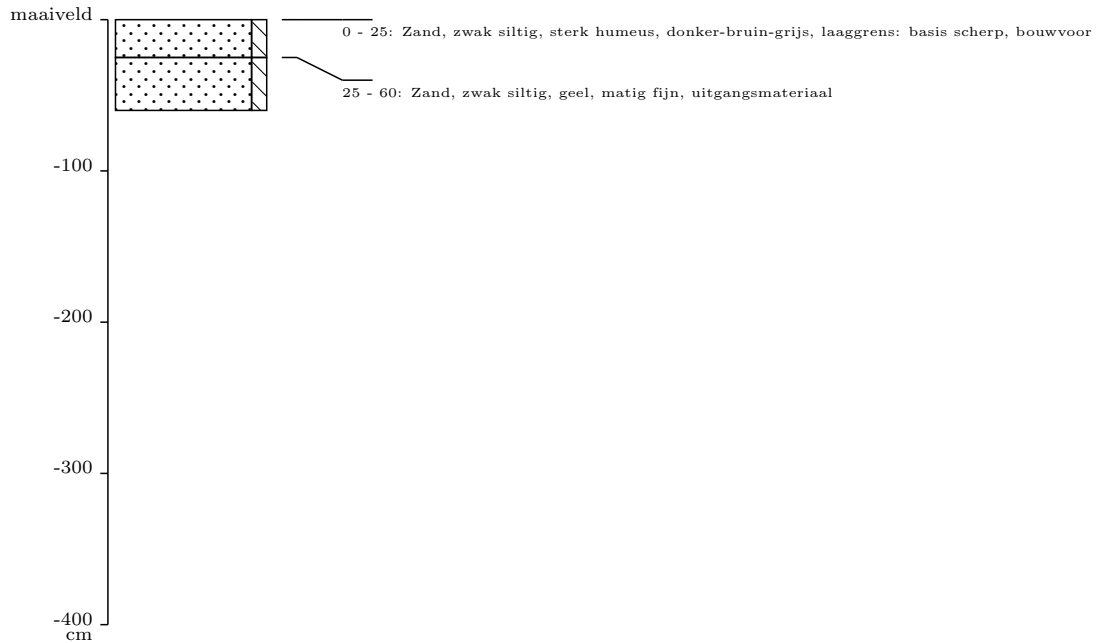 maaiveld
0 - 25: Zand, zwak siltig, sterk humeus, donker-bruin-grijs, laaggrens: basis scherp, bouwvoor
25 - 60: Zand, zwak siltig, geel, matig fijn, uitgangsmateriaal
-100
-200
-300
-400
cm